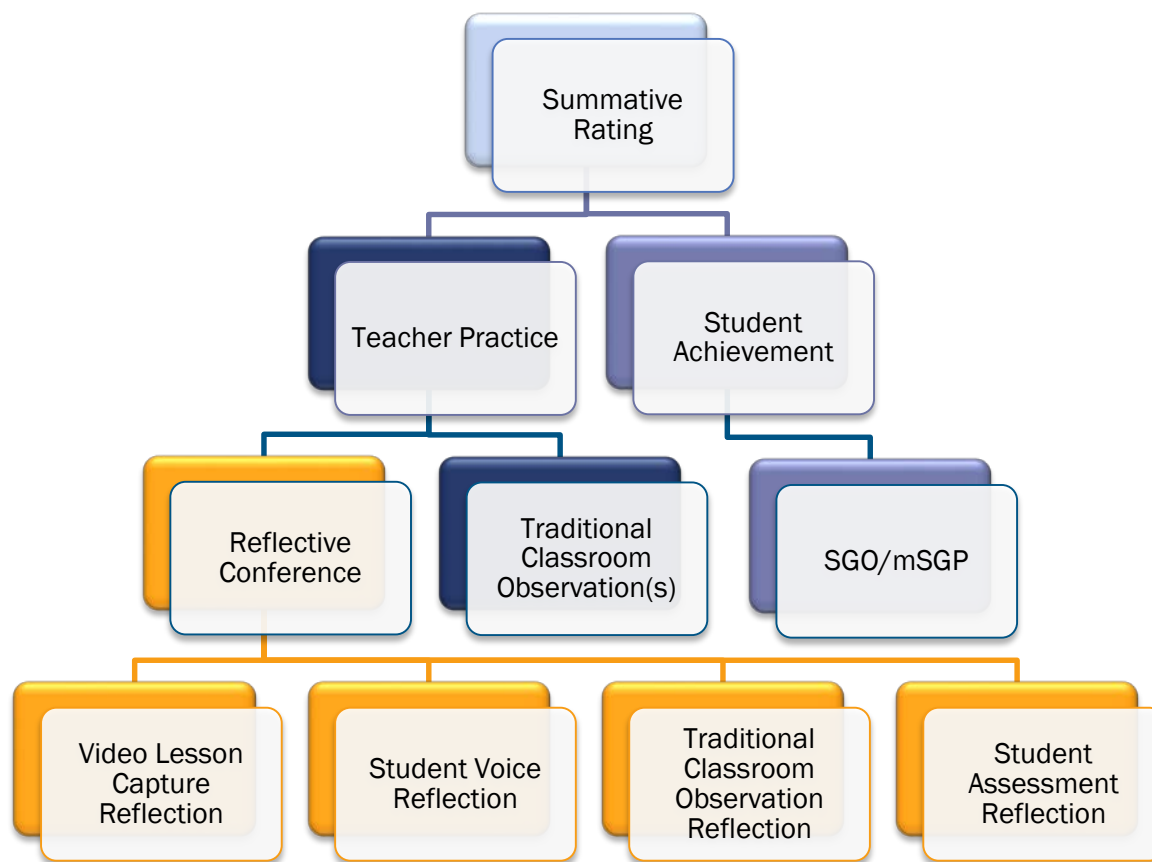 Summative
Rating
Teacher Practice
Student
Achievement
Reflective
Conference
Traditional
Classroom
Observation(s)
SGO/mSGP
Video Lesson
Capture
Reflection
Student Voice
Reflection
Traditional
Classroom
Observation
Reflection
Student
Assessment
Reflection